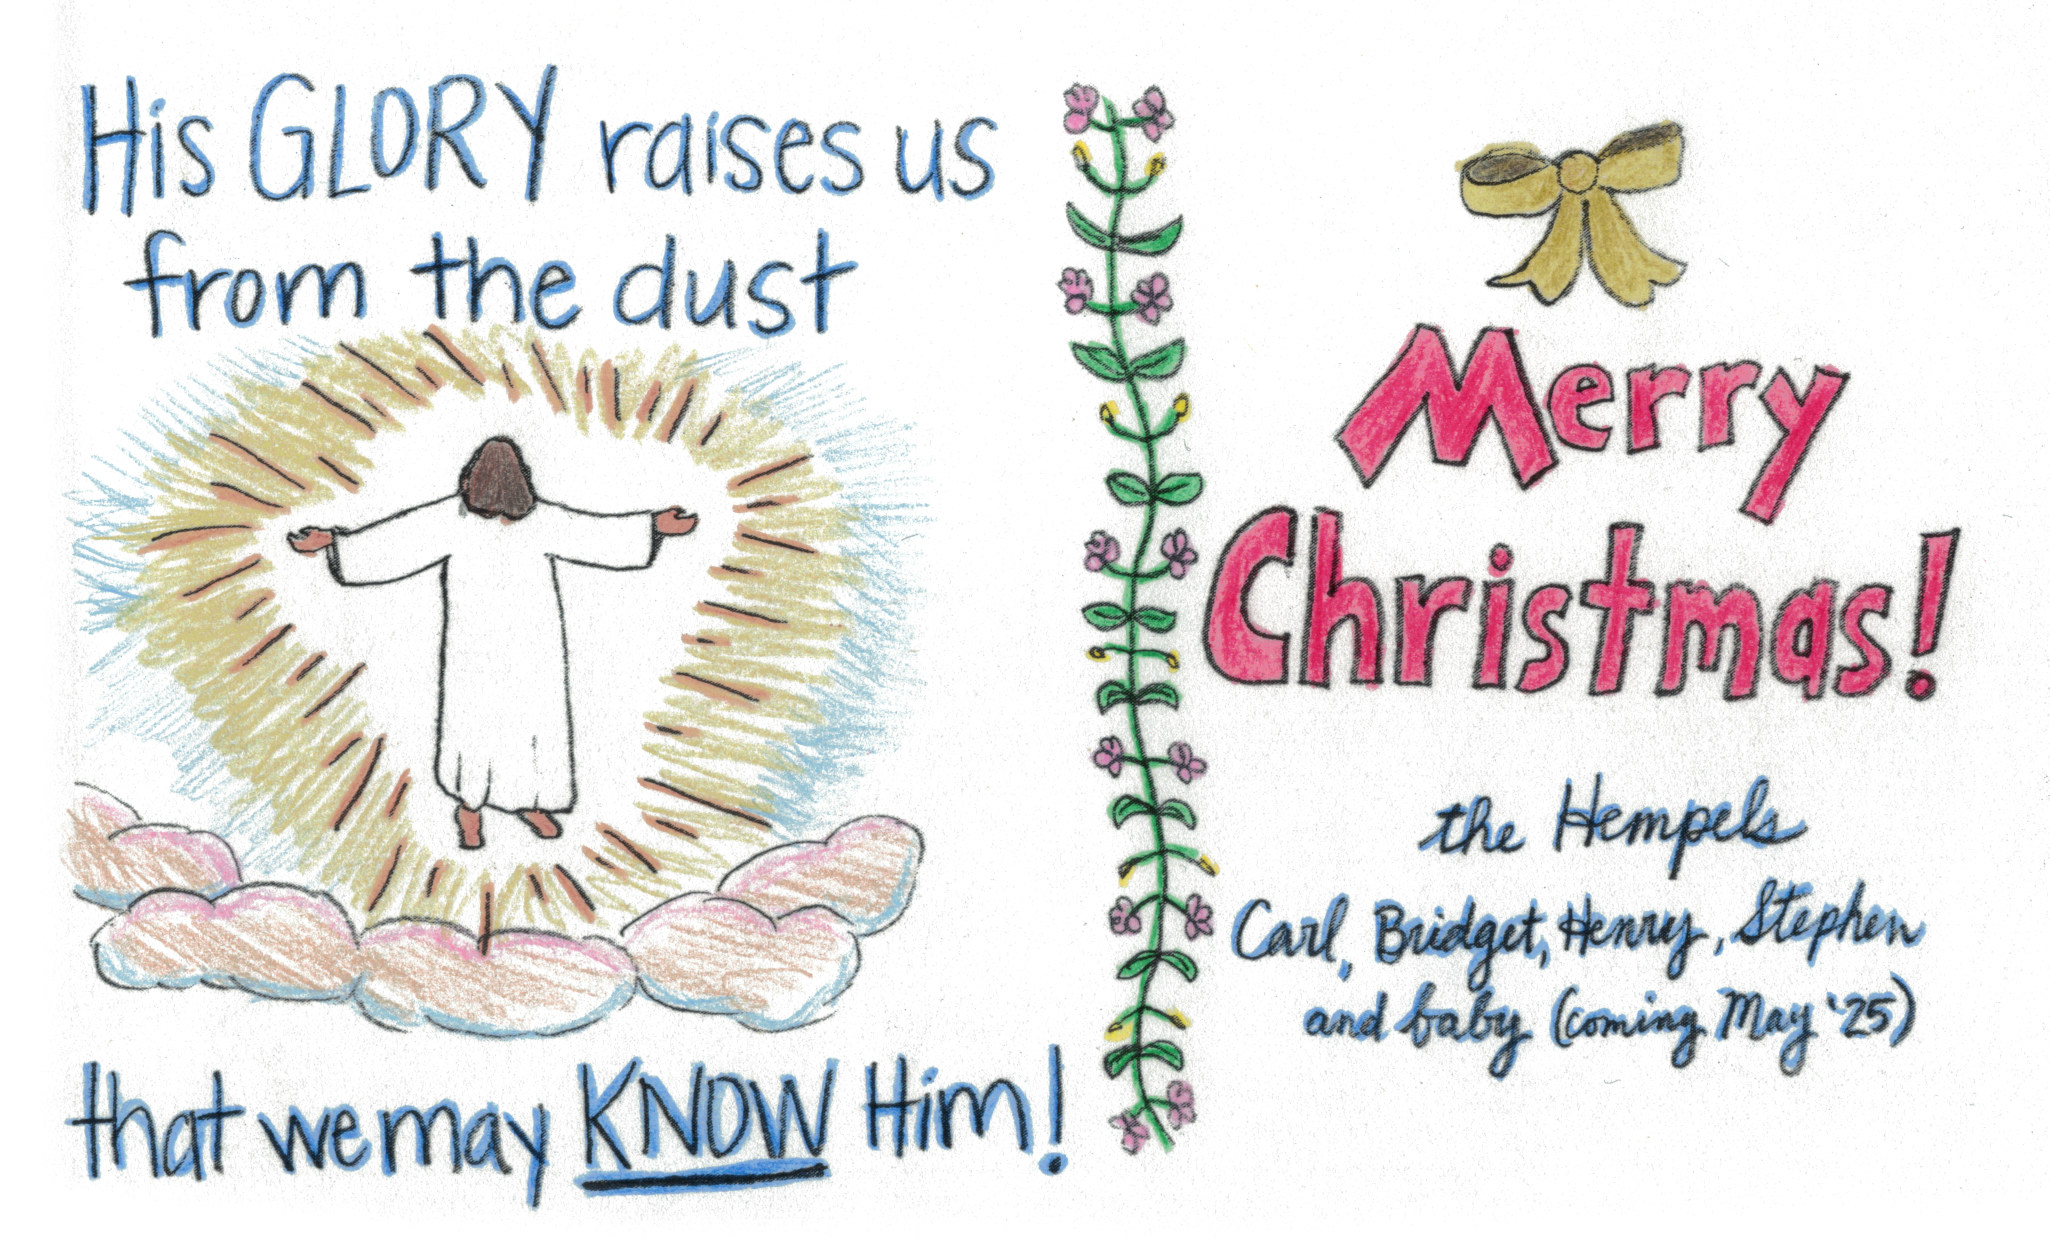 His GLORY raises us
from the dust
that we may KNOW Him!
Merry
Christmas!
the Hempels
Carl, Bridget, Henry, Stephen
and baby (coming May '25)